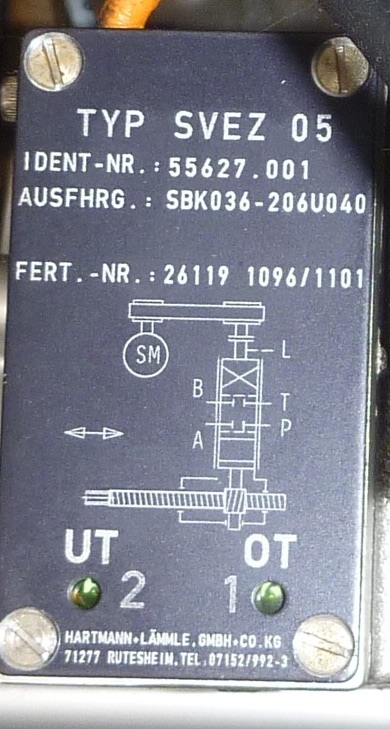 TYP SVEZ 05
IDENT-NR.: 55627.001
AUSFHRG.: SBK036-206U040
FERT.-NR.: 26119 1096/1101
SM
L
B T
A P
UT OT
2 1
HARTMANN+LÄMMLE, GMBH+CO.KG
71277 RUTESHEIM.TEL.07152/992-3